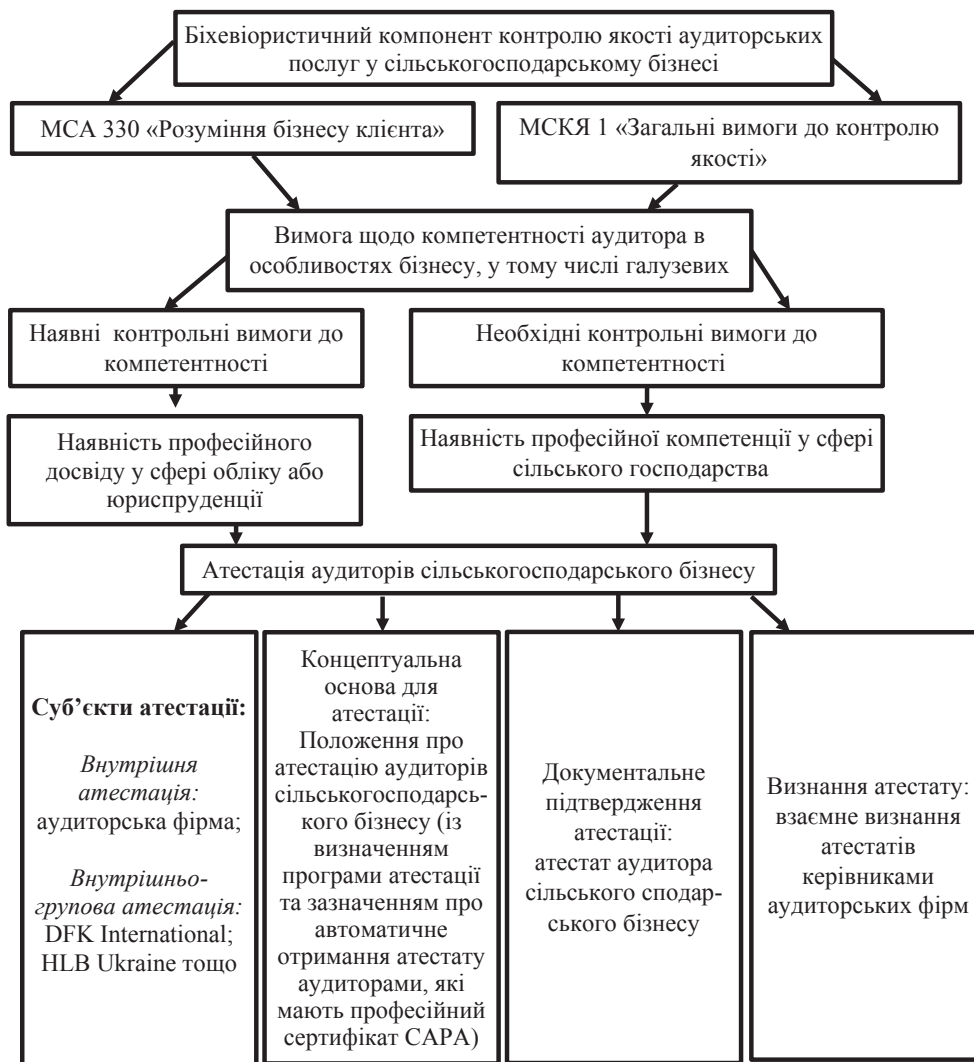 Біхевіористичний компонент контролю якості аудиторських
послуг у сільськогосподарському бізнесі
МСА 330 «Розуміння бізнесу клієнта»
МСКЯ 1 «Загальні вимоги до контролю
якості»
Вимога щодо компетентності аудитора в
особливостях бізнесу, у тому числі галузевих
Наявні контрольні вимоги до
компетентності
Необхідні контрольні вимоги до
компетентності
Наявність професійного
досвіду у сфері обліку або
юриспруденції
Наявність професійної компетенції у сфері
сільського господарства
Атестація аудиторів сільськогосподарського бізнесу
Суб’єкти атестації:
Внутрішня
атестація:
аудиторська фірма;
Внутрішньо-
групова атестація:
DFK International;
HLB Ukraine тощо
Концептуальна
основа для
атестації:
Положення про
атестацію аудиторів
сільськогосподарсь-
кого бізнесу (із
визначенням
програми атестації
та зазначенням про
автоматичне
отримання атестату
аудиторами, які
мають професійний
сертифікат САРА)
Документальне
підтвердження
атестації:
атестат аудитора
сільського сподар-
ського бізнесу
Визнання атестату:
взаємне визнання
атестатів
керівниками
аудиторських фірм